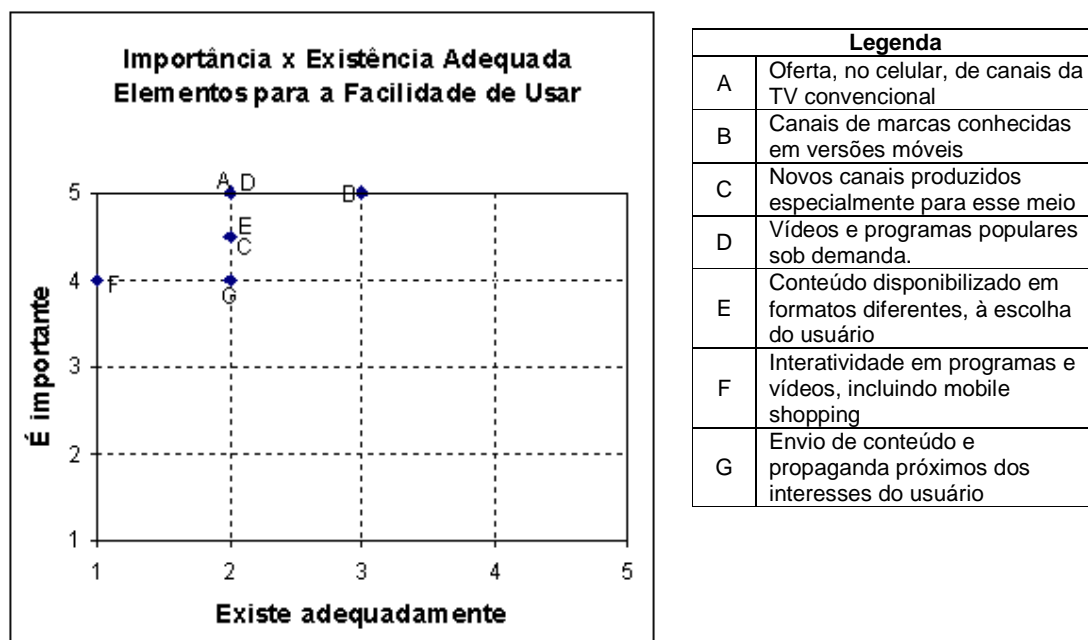 Importância x Existência Adequada
Elementos para a Facilidade de Usar
É importante
5
4
3
2
1
A D
B
E
C
F
G
1 2 3 4 5
Existe adequadamente
Legenda
A
Oferta, no celular, de canais da
TV convencional
B
Canais de marcas conhecidas
em versões móveis
C
Novos canais produzidos
especialmente para esse meio
D
Vídeos e programas populares
sob demanda.
E
Conteúdo disponibilizado em
formatos diferentes, à escolha
do usuário
F
Interatividade em programas e
vídeos, incluindo mobile
shopping
G
Envio de conteúdo e
propaganda próximos dos
interesses do usuário